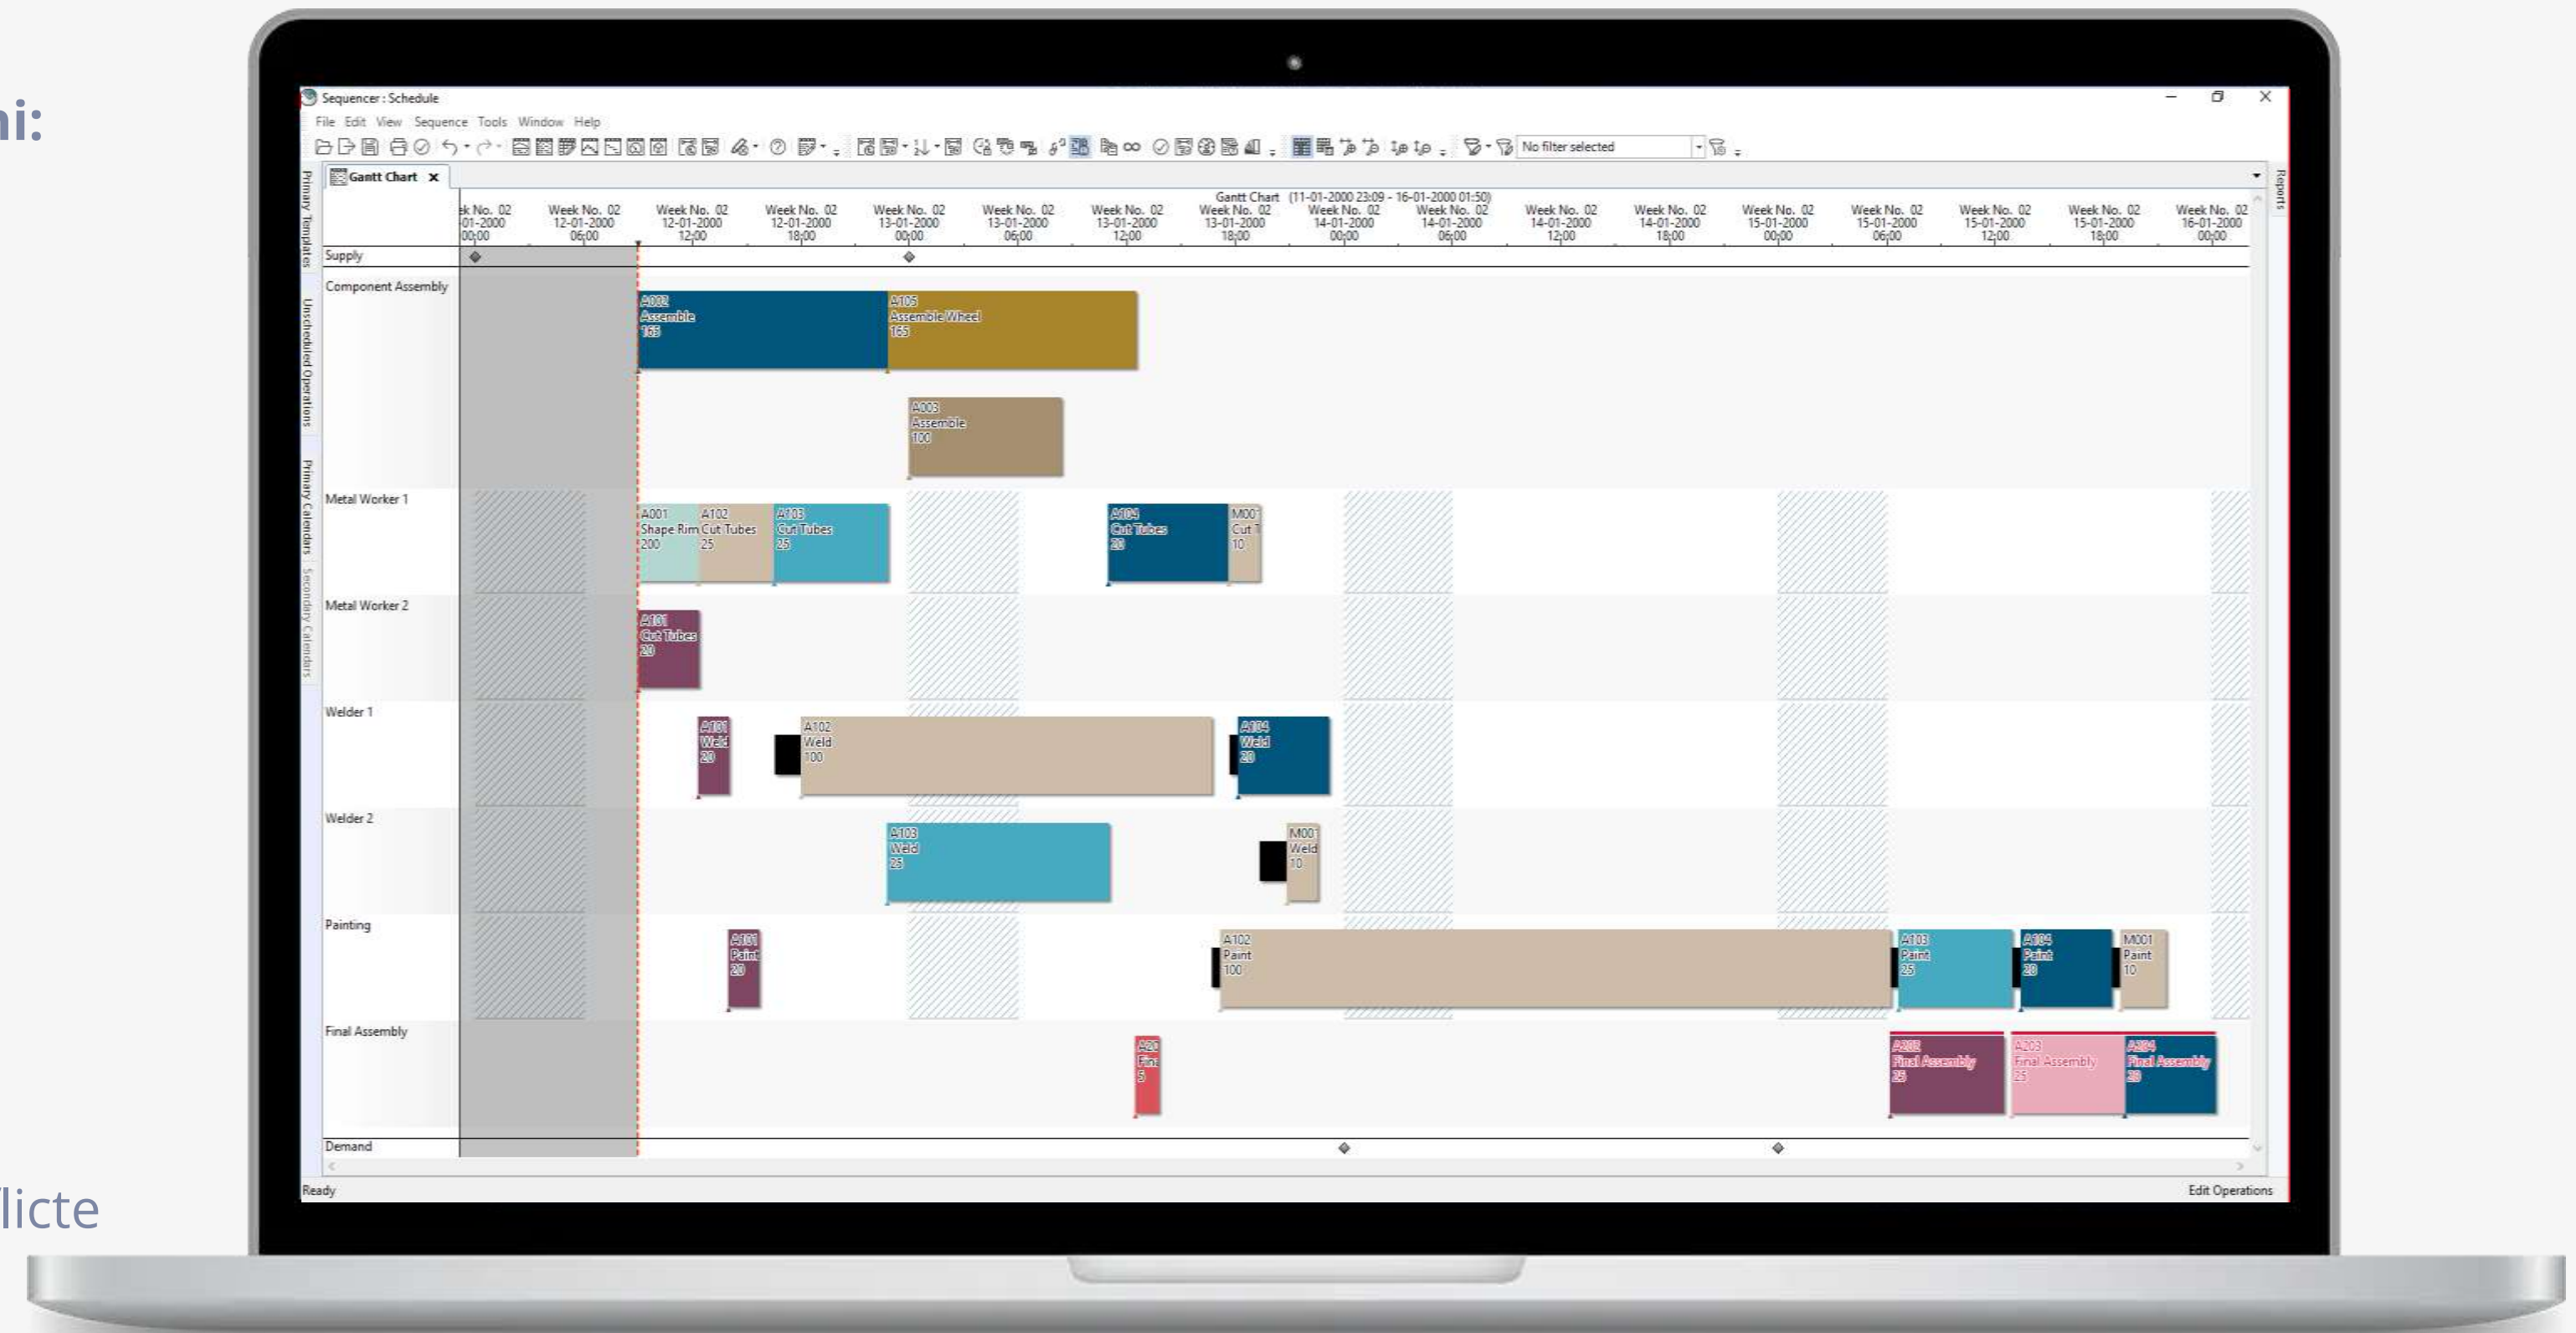 ni:
licte
Sequencer : Schedule
File Edit View Sequence Tools Window Help
No filter selected
Gantt Chart x
Reports
Primary Templates
Unscheduled Operations
Primary Calendars
Secondary Calendars
Gantt Chart (11-01-2000 23:09 - 16-01-2000 01:50)
ek No. 02 Week No. 02 Week No. 02 Week No. 02 Week No. 02 Week No. 02 Week No. 02 Week No. 02 Week No. 02 Week No. 02 Week No. 02 Week No. 02 Week No. 02 Week No. 02 Week No. 02 Week No. 02 Week No. 02
-01-2000 12-01-2000 12-01-2000 12-01-2000 13-01-2000 13-01-2000 13-01-2000 13-01-2000 14-01-2000 14-01-2000 14-01-2000 14-01-2000 15-01-2000 15-01-2000 15-01-2000 15-01-2000 16-01-2000
00:00 06:00 12:00 18:00 00:00 06:00 12:00 18:00 00:00 06:00 12:00 18:00 00:00 06:00 12:00 18:00 00:00
Supply
Component Assembly
A002 A105
Assemble Assemble Wheel
165 165
A003
Assemble
100
Metal Worker 1
A001 A102 A103 A104 M001
Shape Rim Cut Tubes Cut Tubes Cut Tubes Cut T
200 25 25 20 10
Metal Worker 2
A101
Cut Tubes
20
Welder 1
A101 A102 A104
Weld Weld Weld
20 100 20
Welder 2
A103 M001
Weld Weld
25 10
Painting
A101 A102 A103 A104 M001
Paint Paint Paint Paint Paint
20 100 25 20 10
Final Assembly
A20 A202 A203 A204
Fina Final Assembly Final Assembly Final Assembly
5 25 25 20
Demand
Ready
Edit Operations